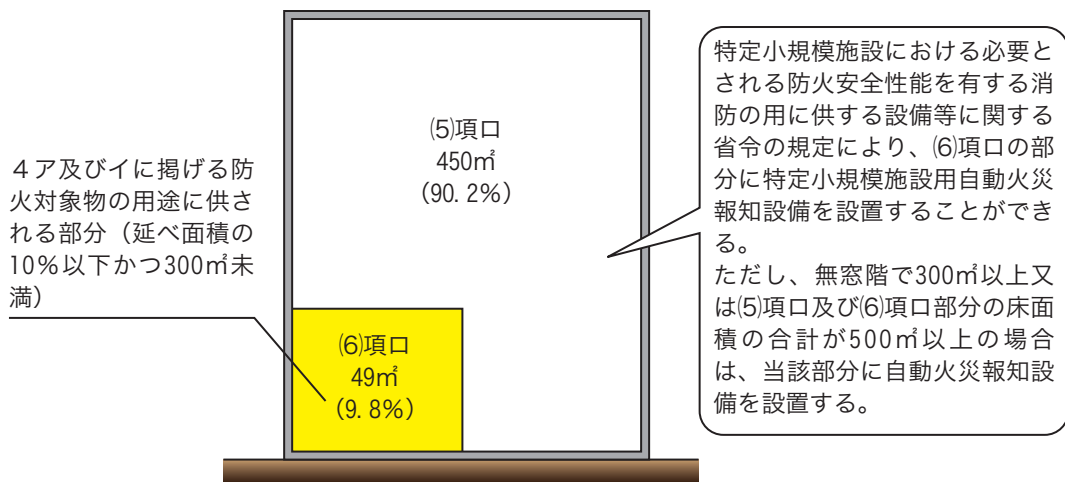 4ア及びイに掲げる防
火対象物の用途に供さ
れる部分（延べ面積の
10％以下かつ300㎡未
満）
⑸項ロ
450㎡
（90.2％）
⑹項ロ
49㎡
（9.8％）
特定小規模施設における必要と
される防火安全性能を有する消
防の用に供する設備等に関する
省令の規定により、⑹項ロの部
分に特定小規模施設用自動火災
報知設備を設置することができ
る。
ただし、無窓階で300㎡以上又
は⑸項ロ及び⑹項ロ部分の床面
積の合計が500㎡以上の場合
は、当該部分に自動火災報知設
備を設置する。